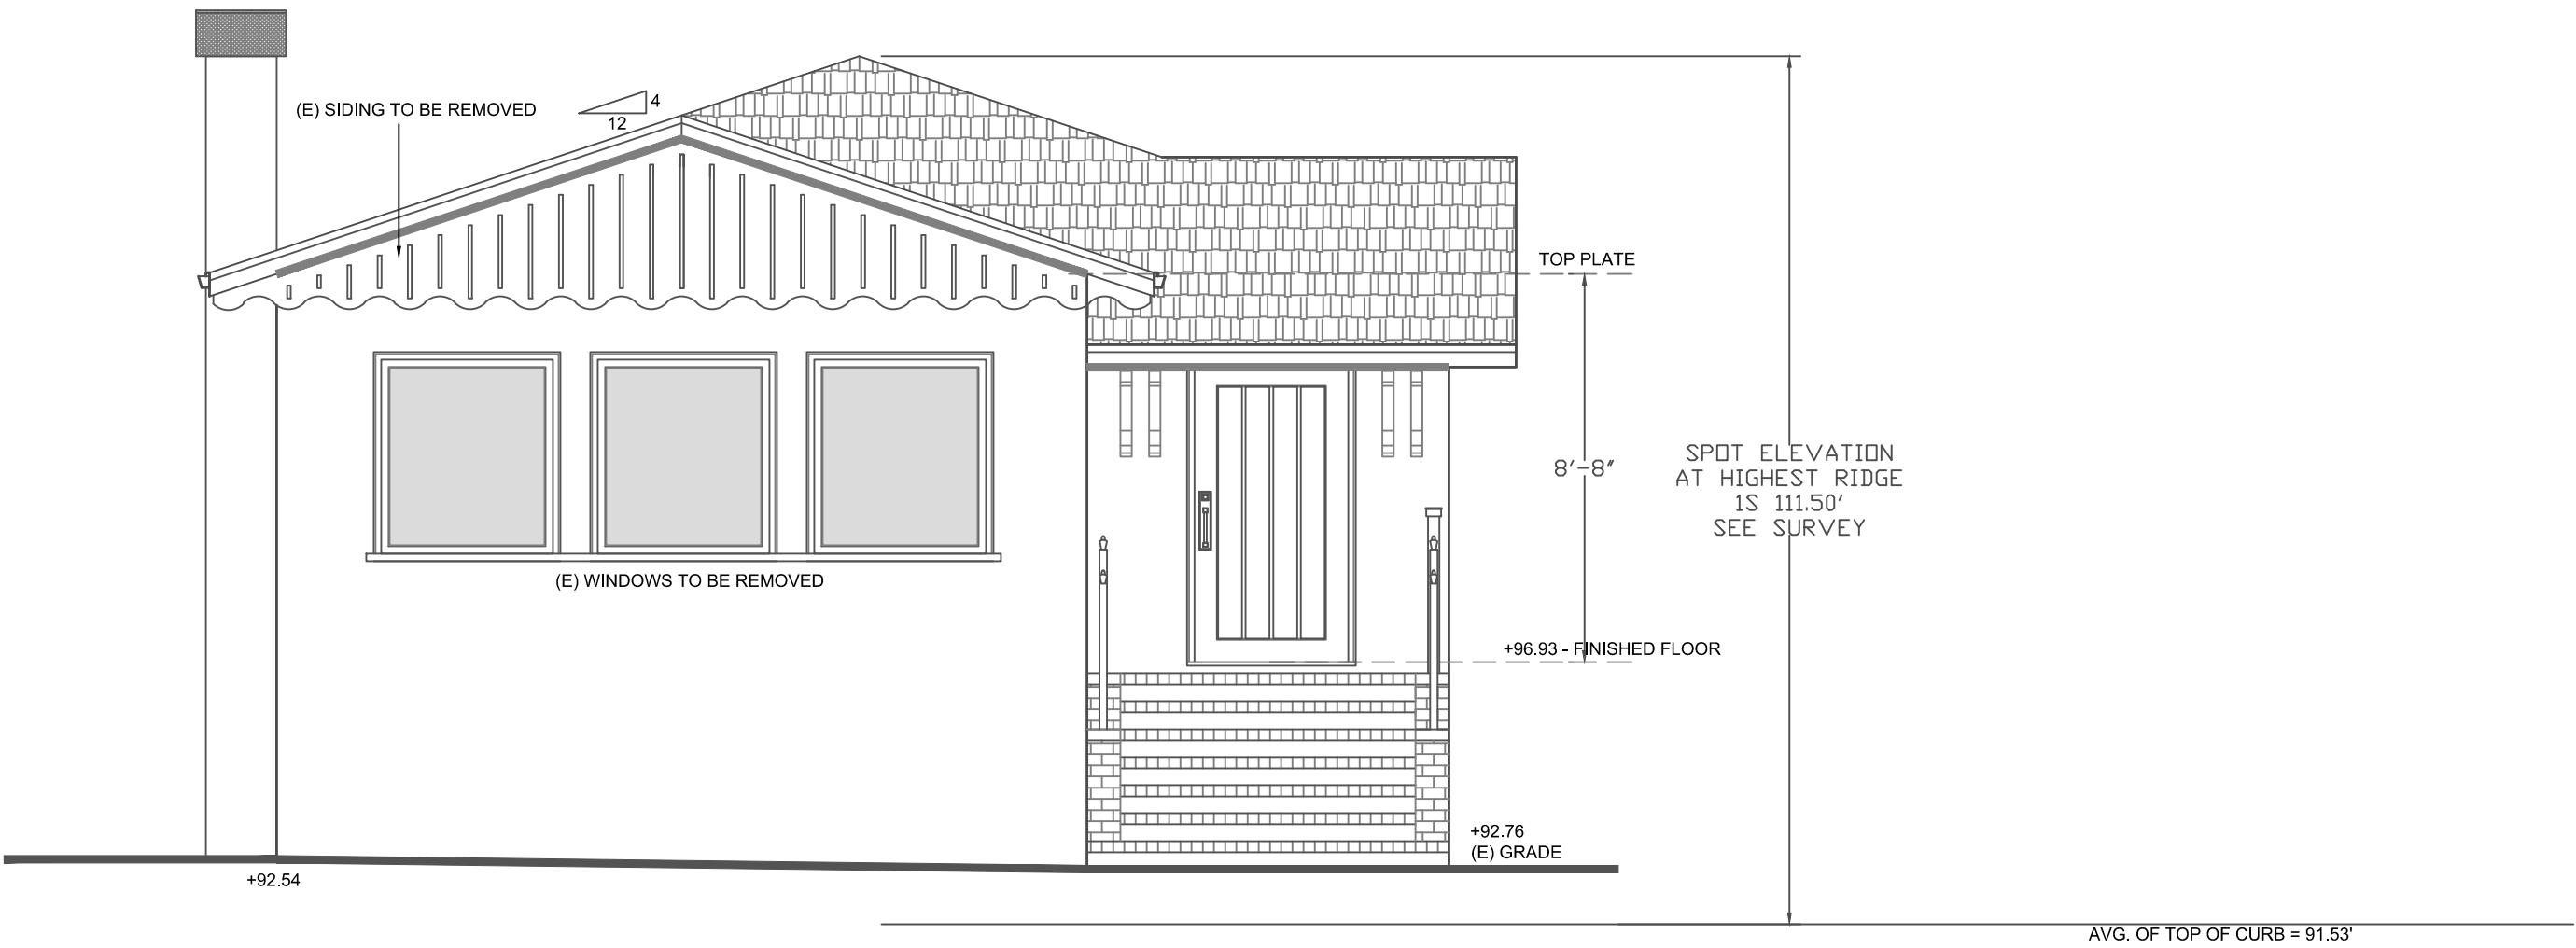 (E) SIDING TO BE REMOVED
4
12
TOP PLATE
SPOT ELEVATION
AT HIGHEST RIDGE
1S 111.50'
SEE SURVEY
8'-8"
(E) WINDOWS TO BE REMOVED
+96.93 - FINISHED FLOOR
+92.76
(E) GRADE
+92.54
AVG. OF TOP OF CURB = 91.53'